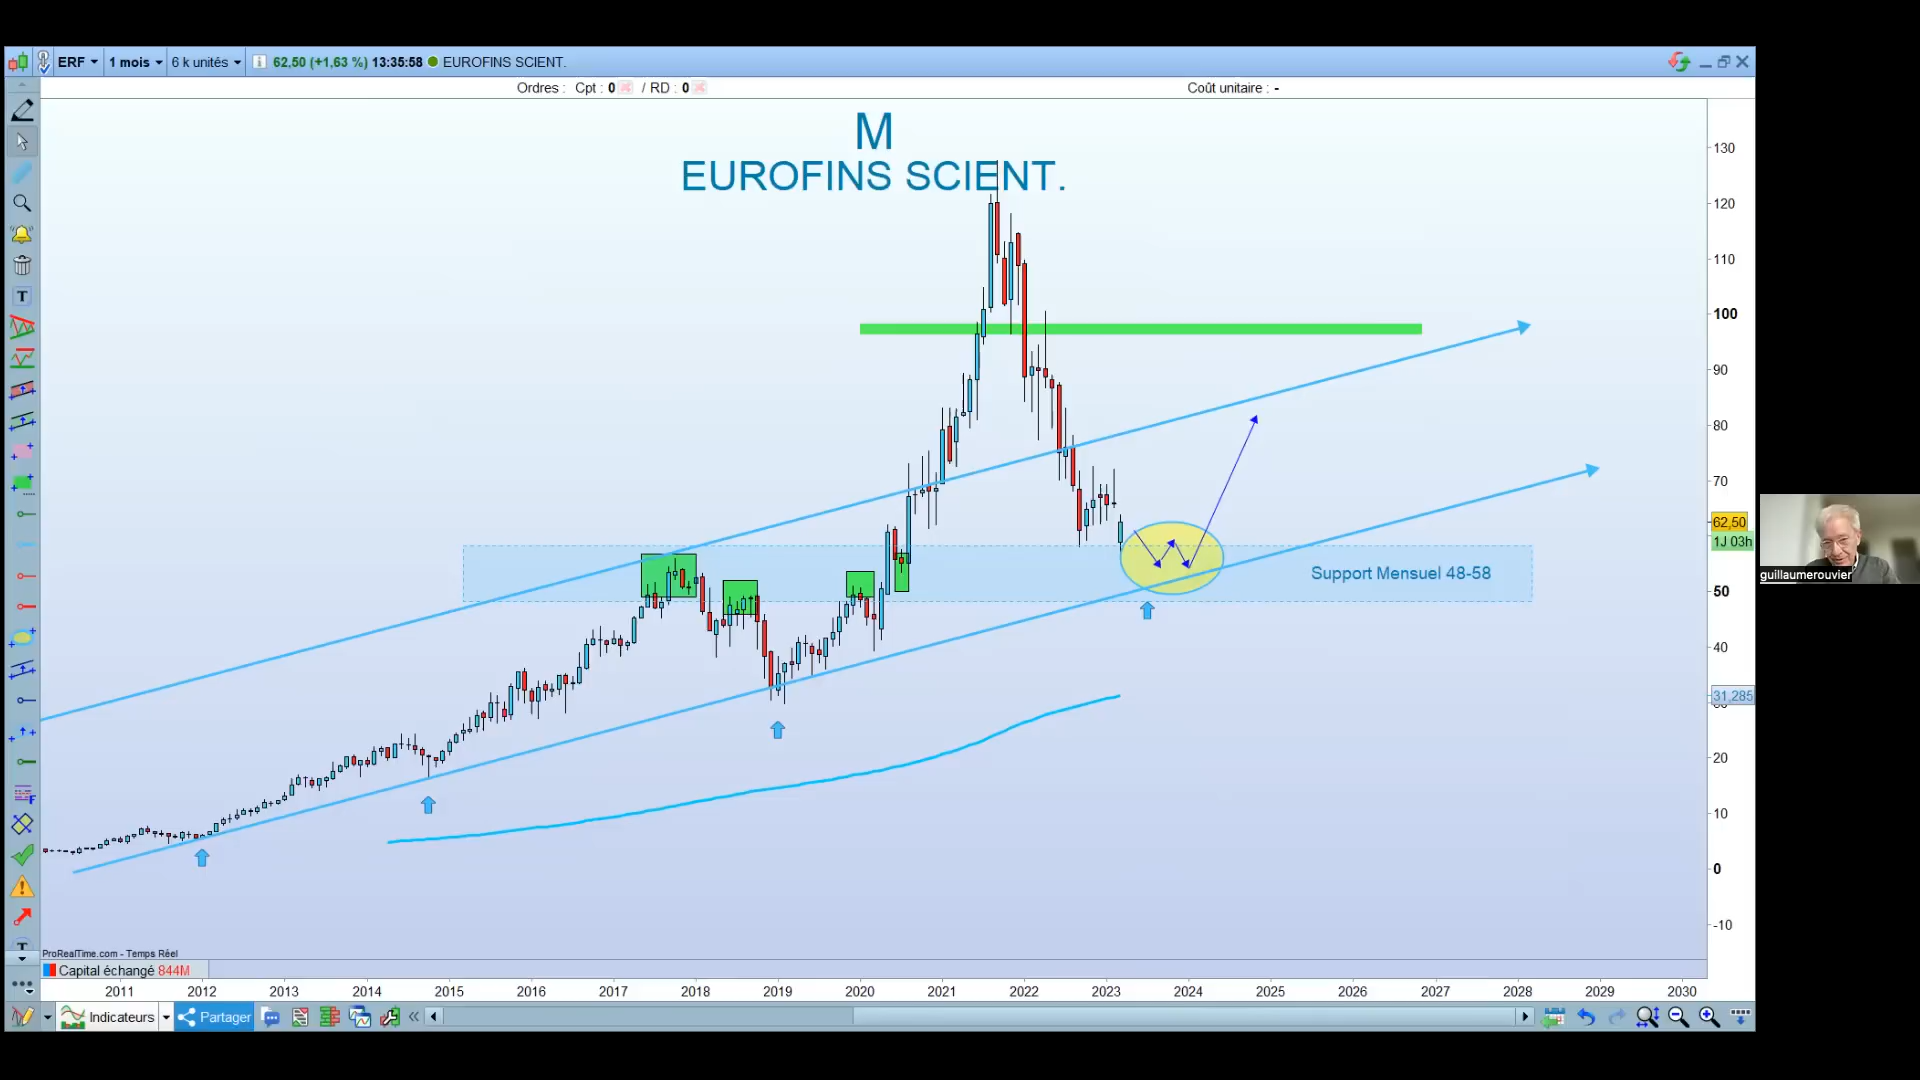 ERF 1 mois 6 k unités 62,50 (+1,63 %) 13:35:58 EUROFINS SCIENT.
Ordres : Cpt : 0 / RD : 0 Coût unitaire : -
M
EUROFINS SCIENT.
130
120
110
100
90
80
70
62,50
1J 03h
50
40
31,285
20
10
0
-10
Support Mensuel 48-58
guillaumerouvier
ProRealTime.com - Temps Réel
Capital échangé 844M
2011 2012 2013 2014 2015 2016 2017 2018 2019 2020 2021 2022 2023 2024 2025 2026 2027 2028 2029 2030
Indicateurs Partager